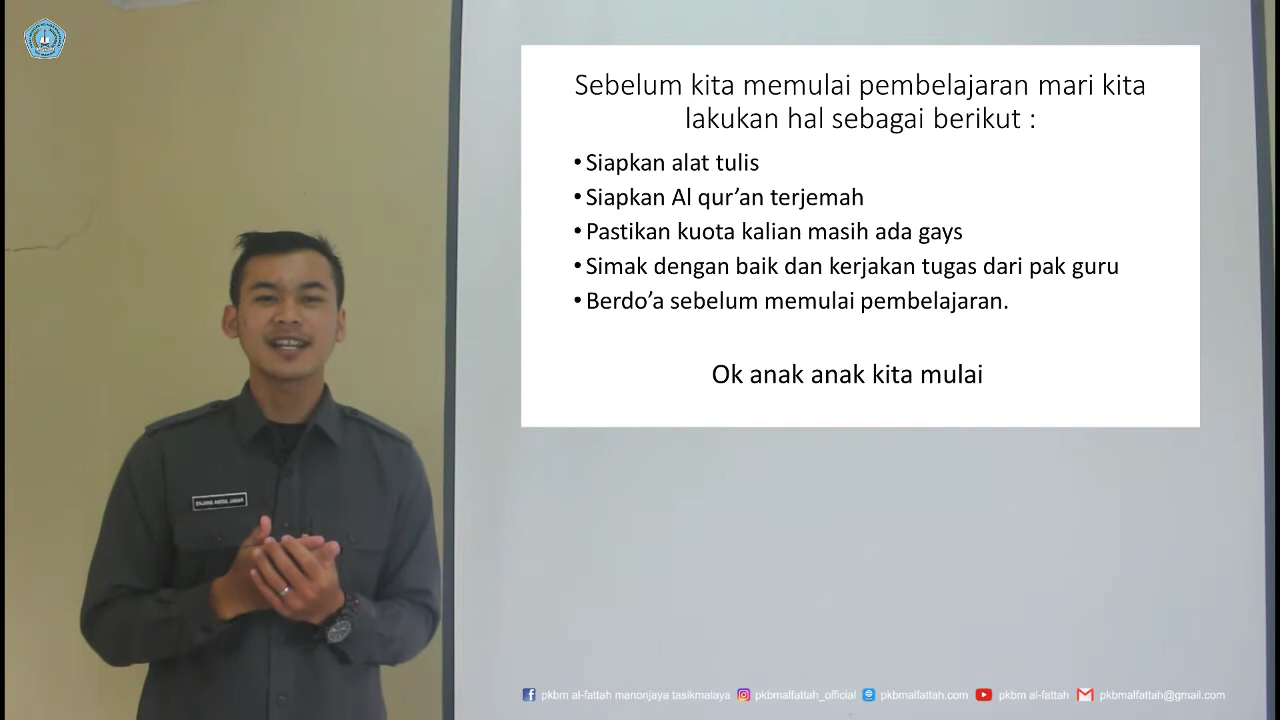 Sebelum kita memulai pembelajaran mari kita
lakukan hal sebagai berikut :
• Siapkan alat tulis
• Siapkan Al qur’an terjemah
• Pastikan kuota kalian masih ada gays
• Simak dengan baik dan kerjakan tugas dari pak guru
• Berdo’a sebelum memulai pembelajaran.
Ok anak anak kita mulai
pkbm al-fattah manonjaya tasikmalaya pkbmalfattah_official pkbmalfattah.com pkbm al-fattah pkbmalfattah@gmail.com